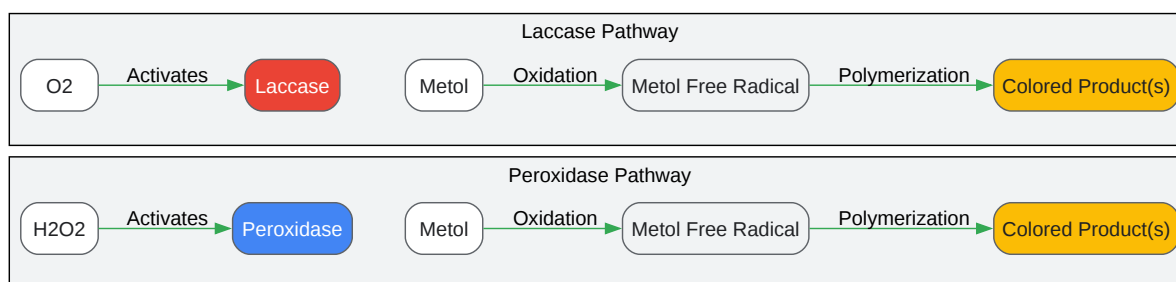 Laccase Pathway
O2
Activates
Laccase
Metol
Oxidation
Metol Free Radical
Polymerization
Colored Product(s)
Peroxidase Pathway
H2O2
Activates
Peroxidase
Metol
Oxidation
Metol Free Radical
Polymerization
Colored Product(s)